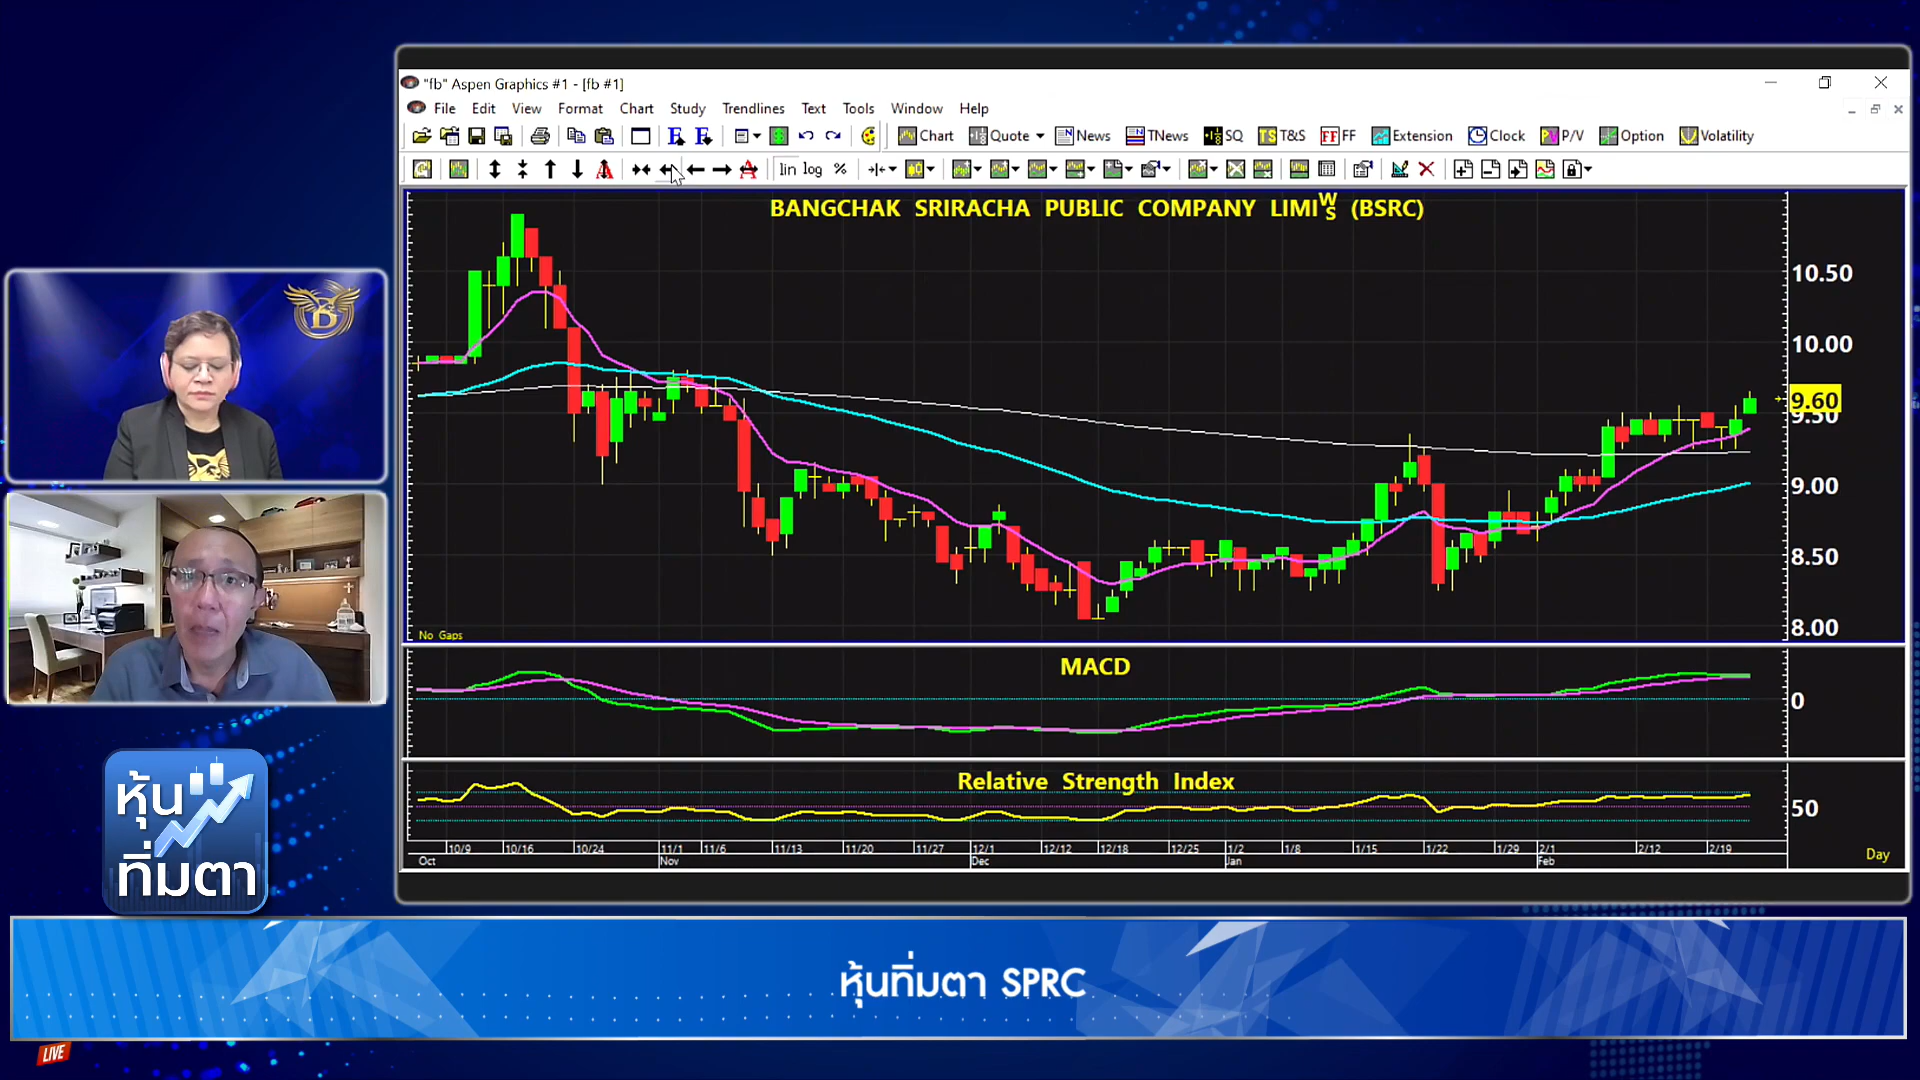 "fb" Aspen Graphics #1 - [fb #1]
File Edit View Format Chart Study Trendlines Text Tools Window Help
Chart Quote News TNews SQ TS T&S FF FF Extension Clock PV P/V Option Volatility
lin log %
BANGCHAK SRIRACHA PUBLIC COMPANY LIMI W S (BSRC)
10.50
10.00
9.60
9.50
9.00
8.50
8.00
No Gaps
MACD
0
Relative Strength Index
50
10/9 10/16 10/24 11/1 11/6 11/13 11/20 11/27 12/1 12/12 12/18 12/25 1/2 1/8 1/15 1/22 1/29 2/1 2/12 2/19
Oct Nov Dec Jan Feb
Day
หุ้น
ทิ่มตา
หุ้นทิ่มตา SPRC
LIVE